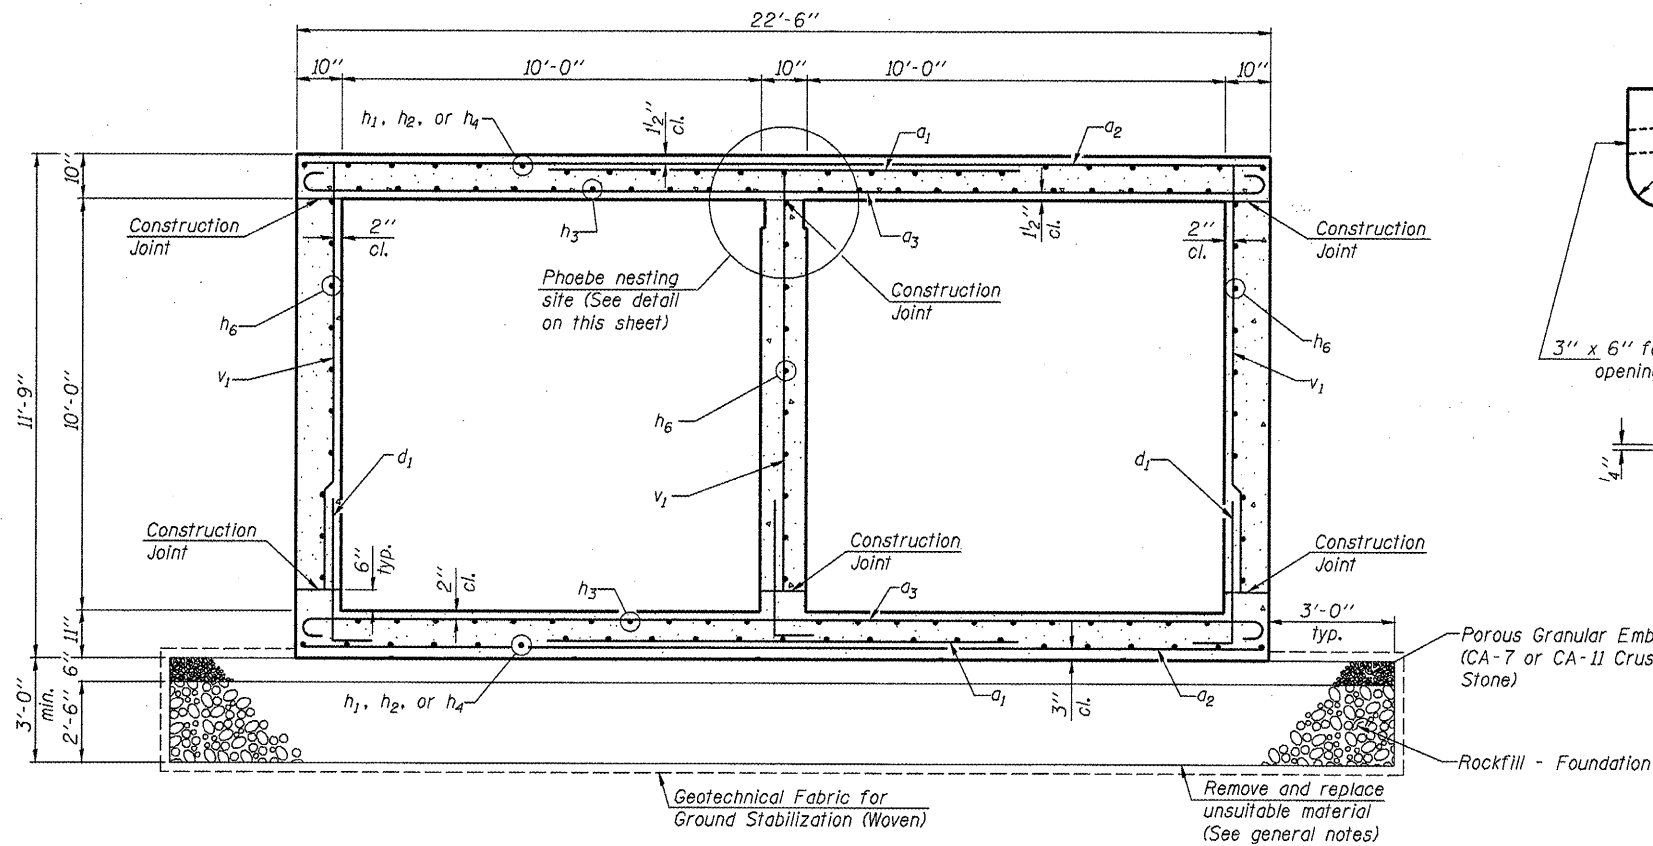 22'-6"
10"
10'-0"
10"
10'-0"
10"
h1, h2, or h4
1½" cl.
a1
a2
10"
Construction
Joint
2"
cl.
h3
a3
1½" cl.
2"
cl.
Construction
Joint
Phoebe nesting
site (See detail
on this sheet)
Construction
Joint
h6
h6
3" x 6"
opening
v1
v1
11'-9"
10'-0"
h6
d1
d1
v1
¼"
Construction
Joint
6"
typ.
2"
cl.
h3
Construction
Joint
a3
Construction
Joint
3'-0"
typ.
11"
Porous Granular
(CA-7 or CA-11
Stone)
6"
3'-0"
min.
2'-6"
h1, h2, or h4
a1
3"
cl.
a2
Rockfill - Foundation
Geotechnical Fabric for
Ground Stabilization (Woven)
Remove and replace
unsuitable material
(See general notes)